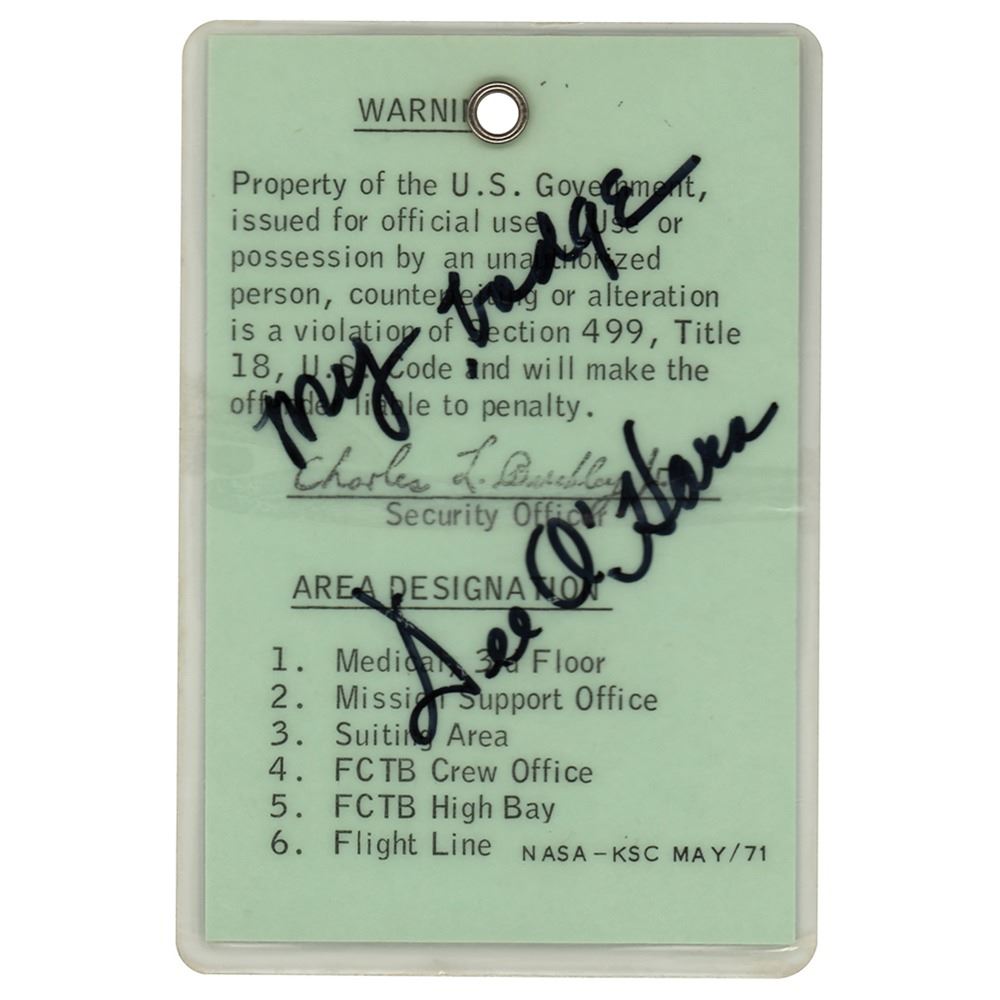 WARNING
Property of the U.S. Government,
issued for official use. Use or
possession by an unauthorized
person, counterfeiting or alteration
is a violation of Section 499, Title
18, U.S. Code and will make the
offender liable to penalty.
my badge
Charles L. Buckley Jr.
Security Officer
Dee O'Hara
AREA DESIGNATION
1. Medical, 3rd Floor
2. Mission Support Office
3. Suiting Area
4. FCTB Crew Office
5. FCTB High Bay
6. Flight Line
NASA-KSC MAY/71